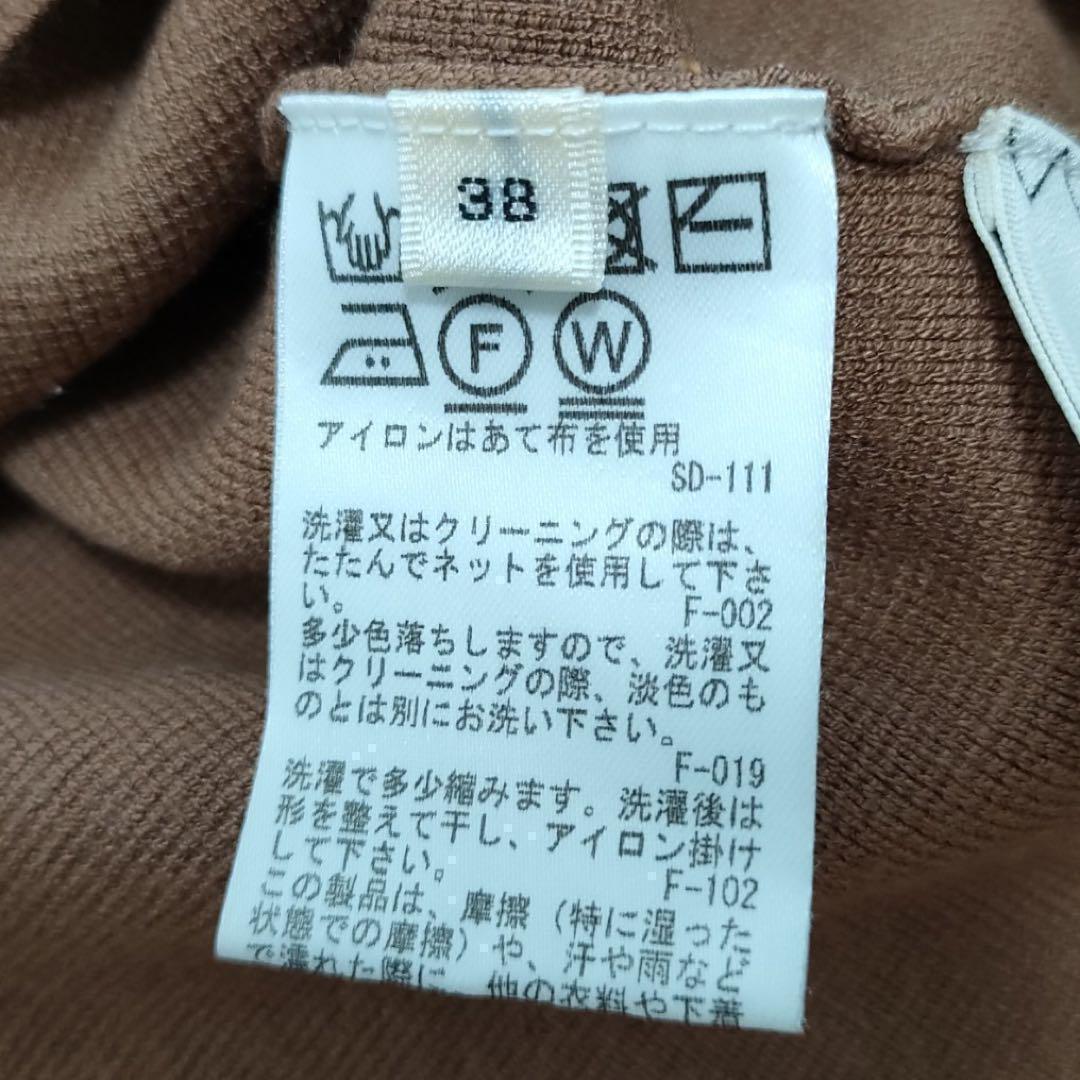 38
F W
アイロンはあて布を使用
SD-111
洗濯又はクリーニングの際は、
たたんでネットを使用して下さ
い。
F-002
多少色落ちしますので、洗濯又
はクリーニングの際、淡色のも
のとは別にお洗い下さい。
F-019
洗濯で多少縮みます。洗濯後は
形を整えて干し、アイロン掛け
して下さい。
F-102
この製品は、摩擦（特に湿った
状態での摩擦）や、汗や雨など
で濡れた際に、他の衣料や下着